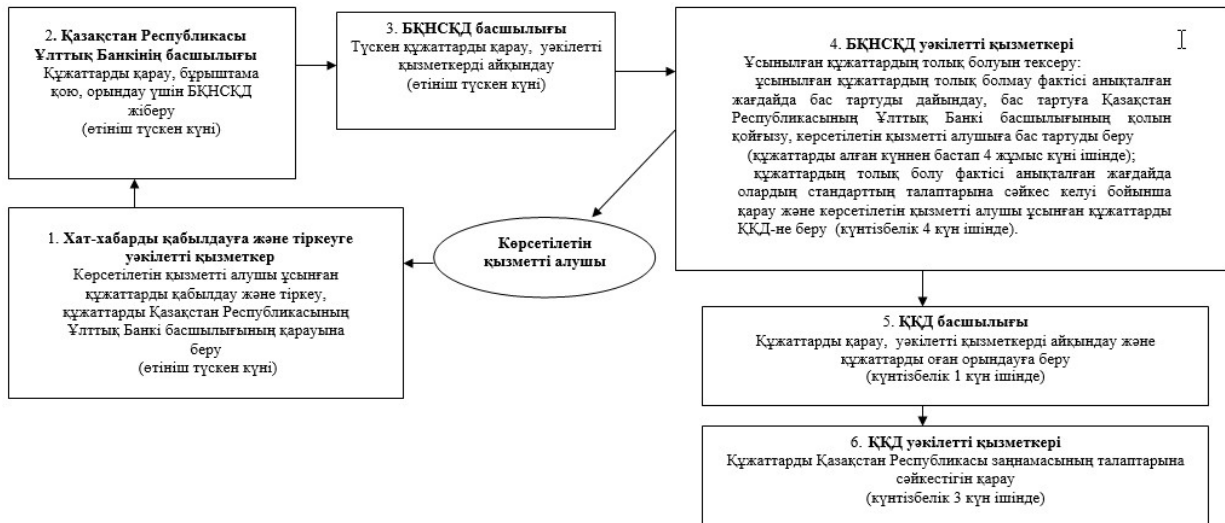 2. Қазақстан Республикасы
Ұлттық Банкінің басшылығы
Құжаттарды қарау, бұрыштама
қою, орындау үшін БҚНСҚД
жіберу
(өтініш түскен күні)
3. БҚНСҚД басшылығы
Түскен құжаттарды қарау, уәкілетті
қызметкерді айқындау
(өтініш түскен күні)
4. БҚНСҚД уәкілетті қызметкері
Ұсынылған құжаттардың толық болуын тексеру:
ұсынылған құжаттардың толық болмау фактісі анықталған
жағдайда бас тартуды дайындау, бас тартуға Қазақстан
Республикасының Ұлттық Банкі басшылығының қолын
қойғызу, көрсетілетін қызметті алушыға бас тартуды беру
(құжаттарды алған күннен бастап 4 жұмыс күні ішінде);
құжаттардың толық болу фактісі анықталған жағдайда
олардың стандарттың талаптарына сәйкес келуі бойынша
қарау және көрсетілетін қызметті алушы ұсынған құжаттарды
ҚҚД-не беру (күнтізбелік 4 күн ішінде).
1. Хат-хабарды қабылдауға және тіркеуге
уәкілетті қызметкер
Көрсетілетін қызметті алушы ұсынған
құжаттарды қабылдау және тіркеу,
құжаттарды Қазақстан Республикасының
Ұлттық Банкі басшылығының қарауына
беру
(өтініш түскен күні)
Көрсетілетін
қызметті алушы
5. ҚҚД басшылығы
Құжаттарды қарау, уәкілетті қызметкерді айқындау және
құжаттарды оған орындауға беру
(күнтізбелік 1 күн ішінде)
6. ҚҚД уәкілетті қызметкері
Құжаттарды Қазақстан Республикасы заңнамасының талаптарына
сәйкестігін қарау
(күнтізбелік 3 күн ішінде)